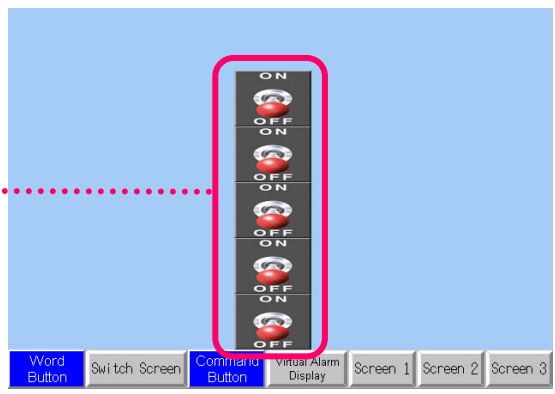 ON
OFF
ON
OFF
ON
OFF
ON
OFF
ON
OFF
Word
Button
Switch Screen
Command
Button
Virtual Alarm
Display
Screen 1
Screen 2
Screen 3